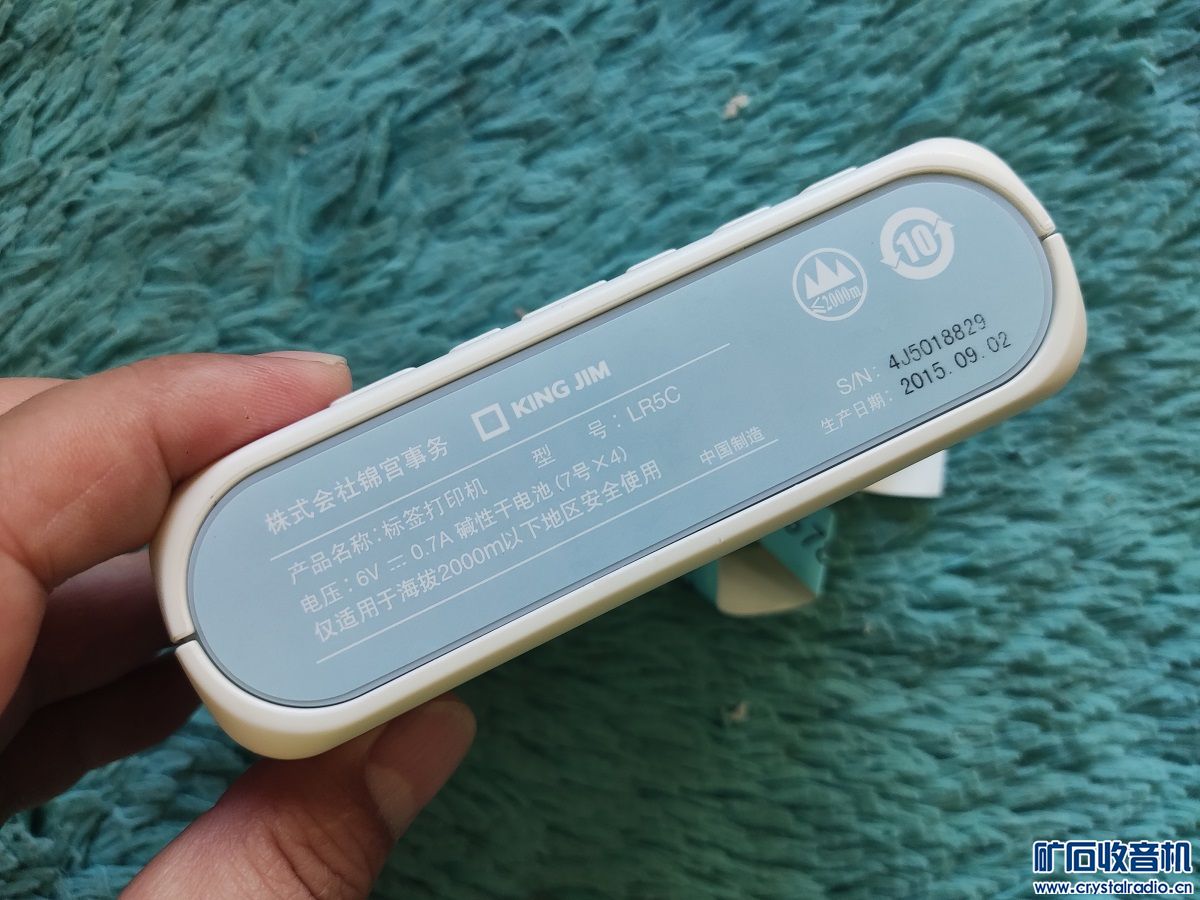 株式会社锦宫事务 KING JIM
产品名称：标签打印机 型 号：LR5C
电压：6V ⎓ 0.7A 碱性干电池 (7号×4)
仅适用于海拔2000m以下地区安全使用
中国制造
≤2000m
10
S/N: 4J5018829
生产日期: 2015.09.02
矿石收音机
www.crystalradio.cn